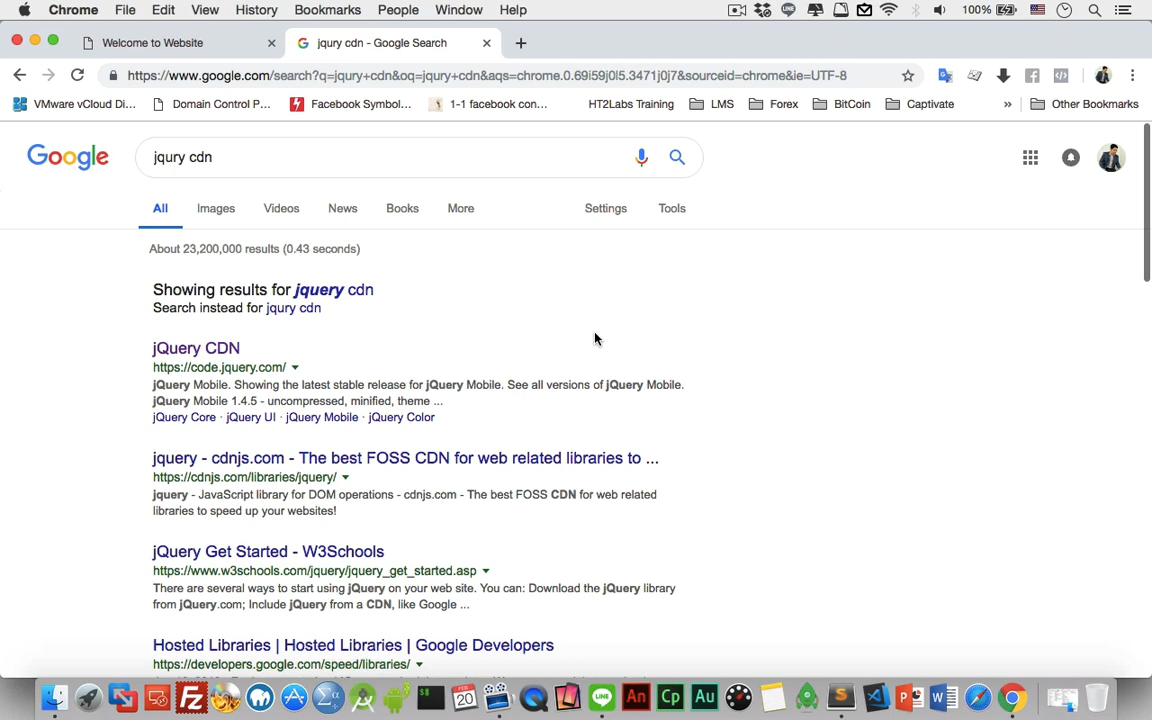 Chrome File Edit View History Bookmarks People Window Help 100%
Welcome to Website jqury cdn - Google Search
https://www.google.com/search?q=jqury+cdn&oq=jqury+cdn&aqs=chrome.0.69i59j0l5.3471j0j7&sourceid=chrome&ie=UTF-8
VMware vCloud Di... Domain Control P... Facebook Symbol... 1-1 facebook con... HT2Labs Training LMS Forex BitCoin Captivate » Other Bookmarks
Google jqury cdn
All Images Videos News Books More Settings Tools
About 23,200,000 results (0.43 seconds)
Showing results for jquery cdn
Search instead for jqury cdn
jQuery CDN
https://code.jquery.com/
jQuery Mobile. Showing the latest stable release for jQuery Mobile. See all versions of jQuery Mobile.
jQuery Mobile 1.4.5 - uncompressed, minified, theme ...
jQuery Core · jQuery UI · jQuery Mobile · jQuery Color
jquery - cdnjs.com - The best FOSS CDN for web related libraries to ...
https://cdnjs.com/libraries/jquery/
jquery - JavaScript library for DOM operations - cdnjs.com - The best FOSS CDN for web related
libraries to speed up your websites!
jQuery Get Started - W3Schools
https://www.w3schools.com/jquery/jquery_get_started.asp
There are several ways to start using jQuery on your web site. You can: Download the jQuery library
from jQuery.com; Include jQuery from a CDN, like Google ...
Hosted Libraries | Hosted Libraries | Google Developers
https://developers.google.com/speed/libraries/
Fz FEB 20 LINE An Cp Au S P W